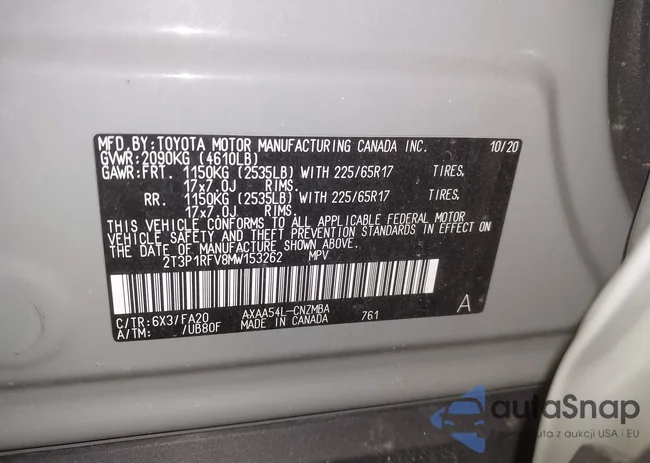 MFD.BY:TOYOTA MOTOR MANUFACTURING CANADA INC. 10/20
GVWR:2090KG (4610LB)
GAWR:FRT. 1150KG (2535LB) WITH 225/65R17 TIRES,
17x7.0J RIMS.
RR. 1150KG (2535LB) WITH 225/65R17 TIRES,
17x7.0J RIMS.
THIS VEHICLE CONFORMS TO ALL APPLICABLE FEDERAL MOTOR
VEHICLE SAFETY AND THEFT PREVENTION STANDARDS IN EFFECT ON
THE DATE OF MANUFACTURE SHOWN ABOVE.
2T3P1RFV8MW153262 MPV
C/TR:6X3/FA20 AXAA54L-CNZMBA A
A/TM: /UB80F MADE IN CANADA 761
autaSnap
A